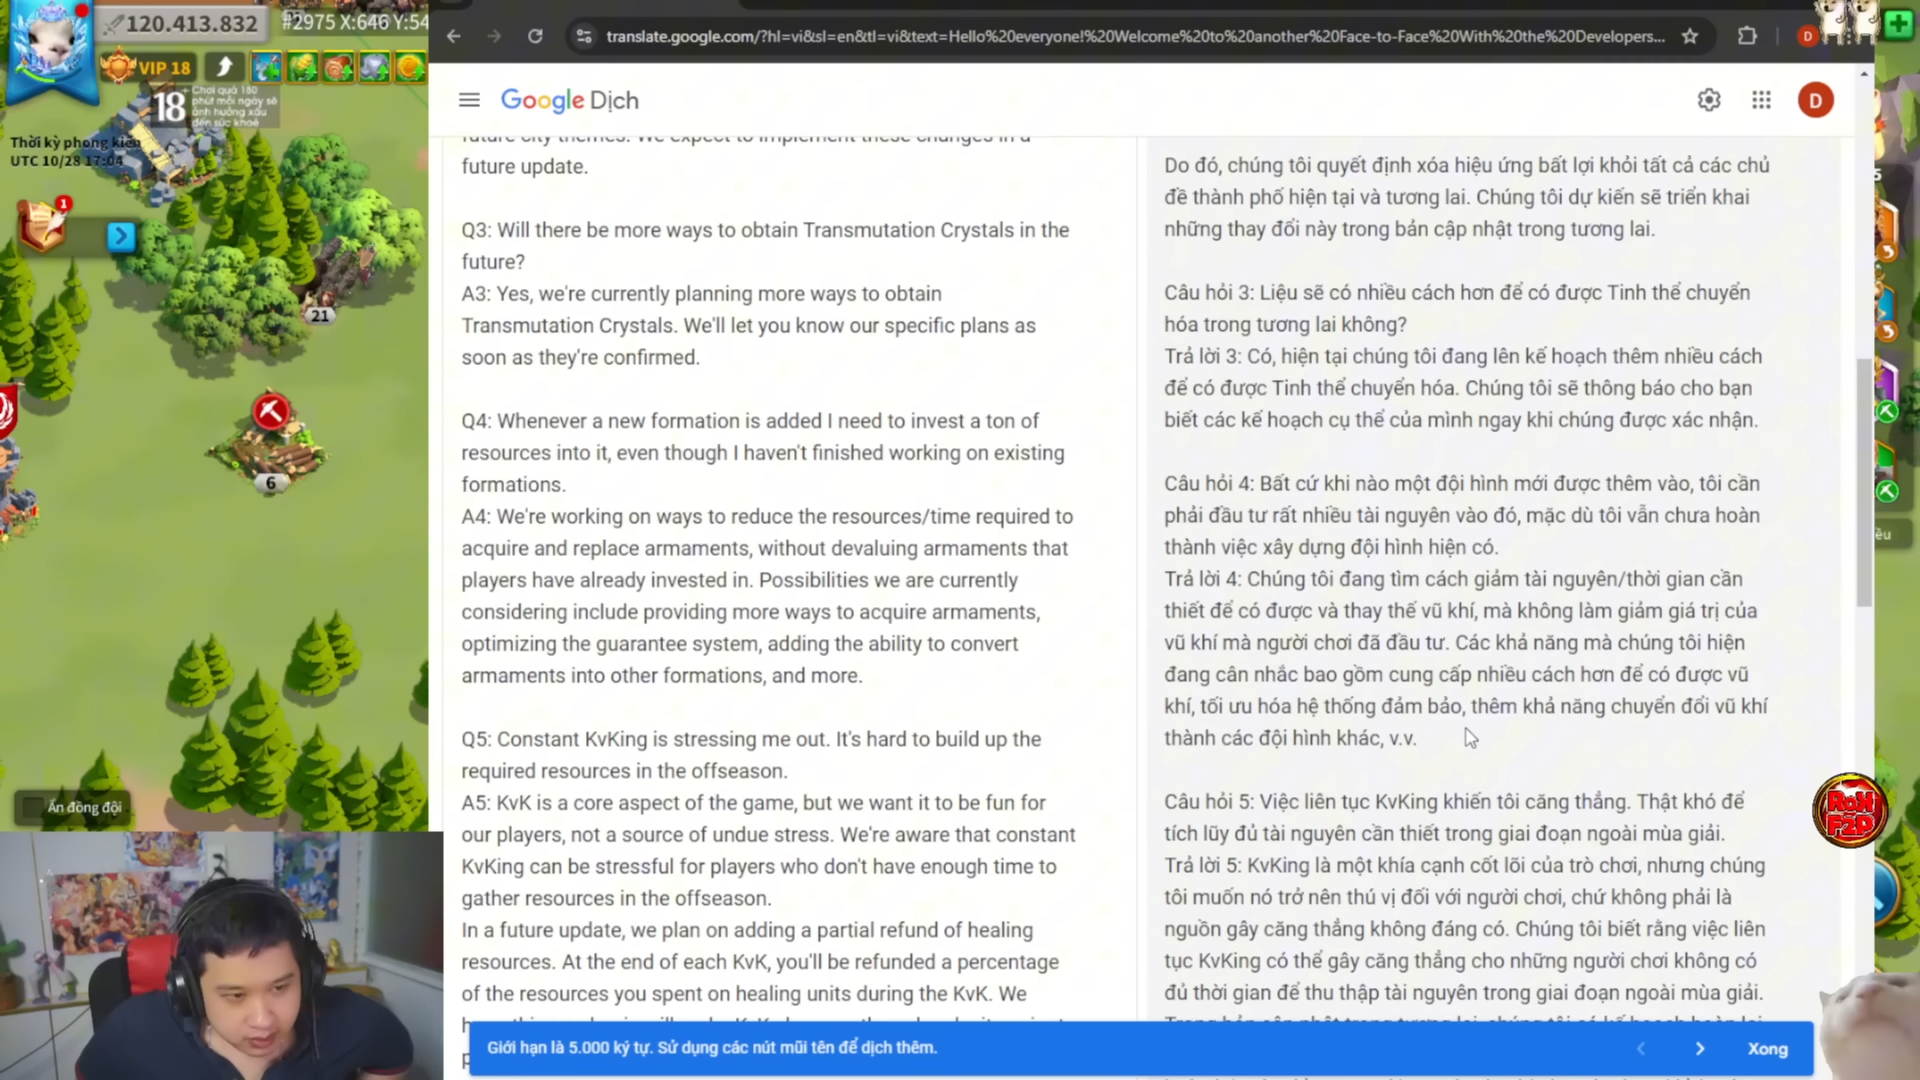 120.413.832
#2975 X:646 Y:54
VIP 18
18
Chơi quá 180
phút mỗi ngày sẽ
ảnh hưởng xấu
đến sức khoẻ
Thời kỳ phong kiến
UTC 10/28 17:04
1
21
6
Ẩn đồng đội
translate.google.com/?hl=vi&sl=en&tl=vi&text=Hello%20everyone!%20Welcome%20to%20another%20Face-to-Face%20With%20the%20Developers...
D
Google Dịch
D
future city themes. We expect to implement these changes in a
future update.
Q3: Will there be more ways to obtain Transmutation Crystals in the
future?
A3: Yes, we're currently planning more ways to obtain
Transmutation Crystals. We'll let you know our specific plans as
soon as they're confirmed.
Q4: Whenever a new formation is added I need to invest a ton of
resources into it, even though I haven't finished working on existing
formations.
A4: We're working on ways to reduce the resources/time required to
acquire and replace armaments, without devaluing armaments that
players have already invested in. Possibilities we are currently
considering include providing more ways to acquire armaments,
optimizing the guarantee system, adding the ability to convert
armaments into other formations, and more.
Q5: Constant KvKing is stressing me out. It's hard to build up the
required resources in the offseason.
A5: KvK is a core aspect of the game, but we want it to be fun for
our players, not a source of undue stress. We're aware that constant
KvKing can be stressful for players who don't have enough time to
gather resources in the offseason.
In a future update, we plan on adding a partial refund of healing
resources. At the end of each KvK, you'll be refunded a percentage
of the resources you spent on healing units during the KvK. We
Do đó, chúng tôi quyết định xóa hiệu ứng bất lợi khỏi tất cả các chủ
đề thành phố hiện tại và tương lai. Chúng tôi dự kiến sẽ triển khai
những thay đổi này trong bản cập nhật trong tương lai.
Câu hỏi 3: Liệu sẽ có nhiều cách hơn để có được Tinh thể chuyển
hóa trong tương lai không?
Trả lời 3: Có, hiện tại chúng tôi đang lên kế hoạch thêm nhiều cách
để có được Tinh thể chuyển hóa. Chúng tôi sẽ thông báo cho bạn
biết các kế hoạch cụ thể của mình ngay khi chúng được xác nhận.
Câu hỏi 4: Bất cứ khi nào một đội hình mới được thêm vào, tôi cần
phải đầu tư rất nhiều tài nguyên vào đó, mặc dù tôi vẫn chưa hoàn
thành việc xây dựng đội hình hiện có.
Trả lời 4: Chúng tôi đang tìm cách giảm tài nguyên/thời gian cần
thiết để có được và thay thế vũ khí, mà không làm giảm giá trị của
vũ khí mà người chơi đã đầu tư. Các khả năng mà chúng tôi hiện
đang cân nhắc bao gồm cung cấp nhiều cách hơn để có được vũ
khí, tối ưu hóa hệ thống đảm bảo, thêm khả năng chuyển đổi vũ khí
thành các đội hình khác, v.v.
Câu hỏi 5: Việc liên tục KvKing khiến tôi căng thẳng. Thật khó để
tích lũy đủ tài nguyên cần thiết trong giai đoạn ngoài mùa giải.
Trả lời 5: KvKing là một khía cạnh cốt lõi của trò chơi, nhưng chúng
tôi muốn nó trở nên thú vị đối với người chơi, chứ không phải là
nguồn gây căng thẳng không đáng có. Chúng tôi biết rằng việc liên
tục KvKing có thể gây căng thẳng cho những người chơi không có
đủ thời gian để thu thập tài nguyên trong giai đoạn ngoài mùa giải.
Giới hạn là 5.000 ký tự. Sử dụng các nút mũi tên để dịch thêm.
Xong
5
ều
RoK
F2P